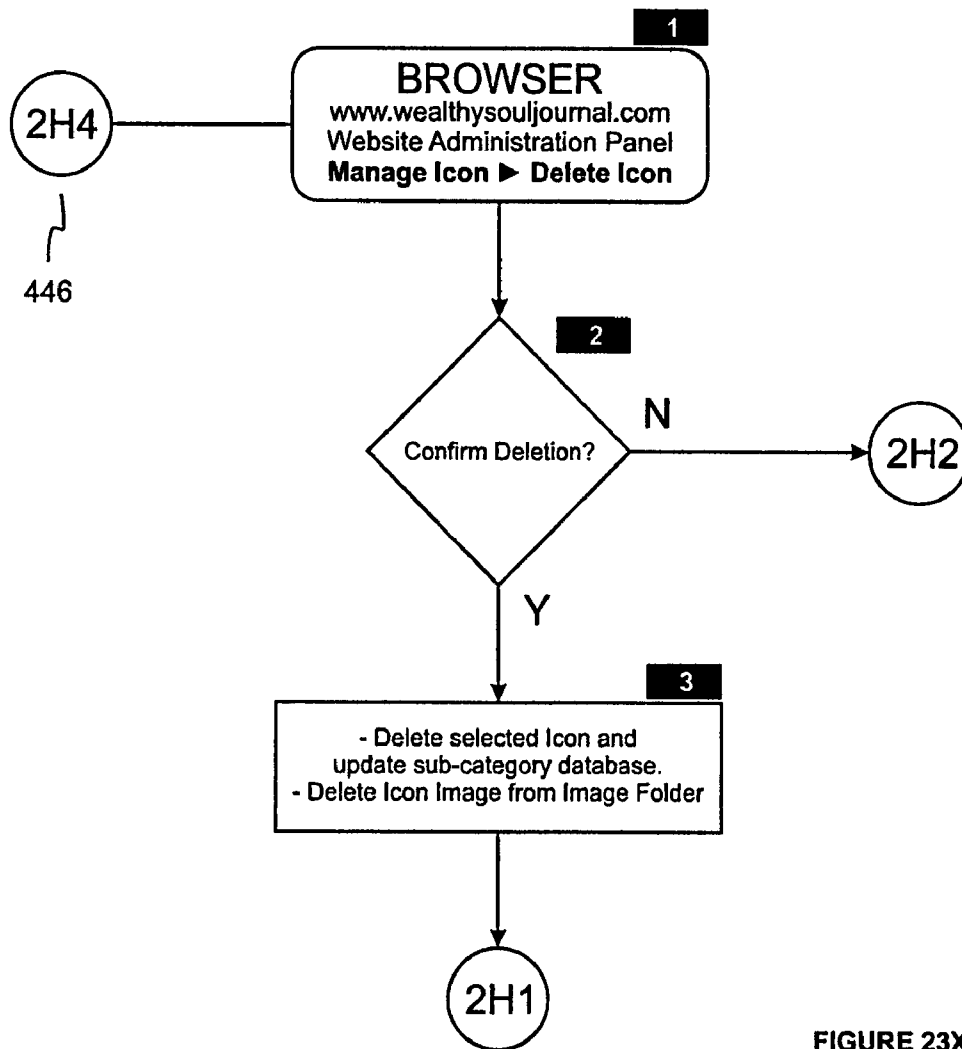 1
BROWSER
www.wealthysouljournal.com
Website Administration Panel
Manage Icon ► Delete Icon
2H4
446
2
Confirm Deletion?
N
2H2
Y
3
- Delete selected Icon and
update sub-category database.
- Delete Icon Image from Image Folder
2H1
FIGURE 23X